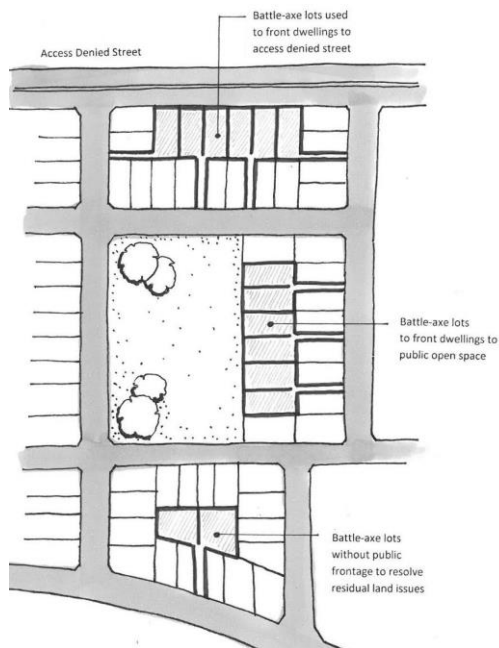 Battle-axe lots used
to front dwellings to
access denied street
Access Denied Street
Battle-axe lots
to front dwellings to
public open space
Battle-axe lots
without public
frontage to resolve
residual land issues